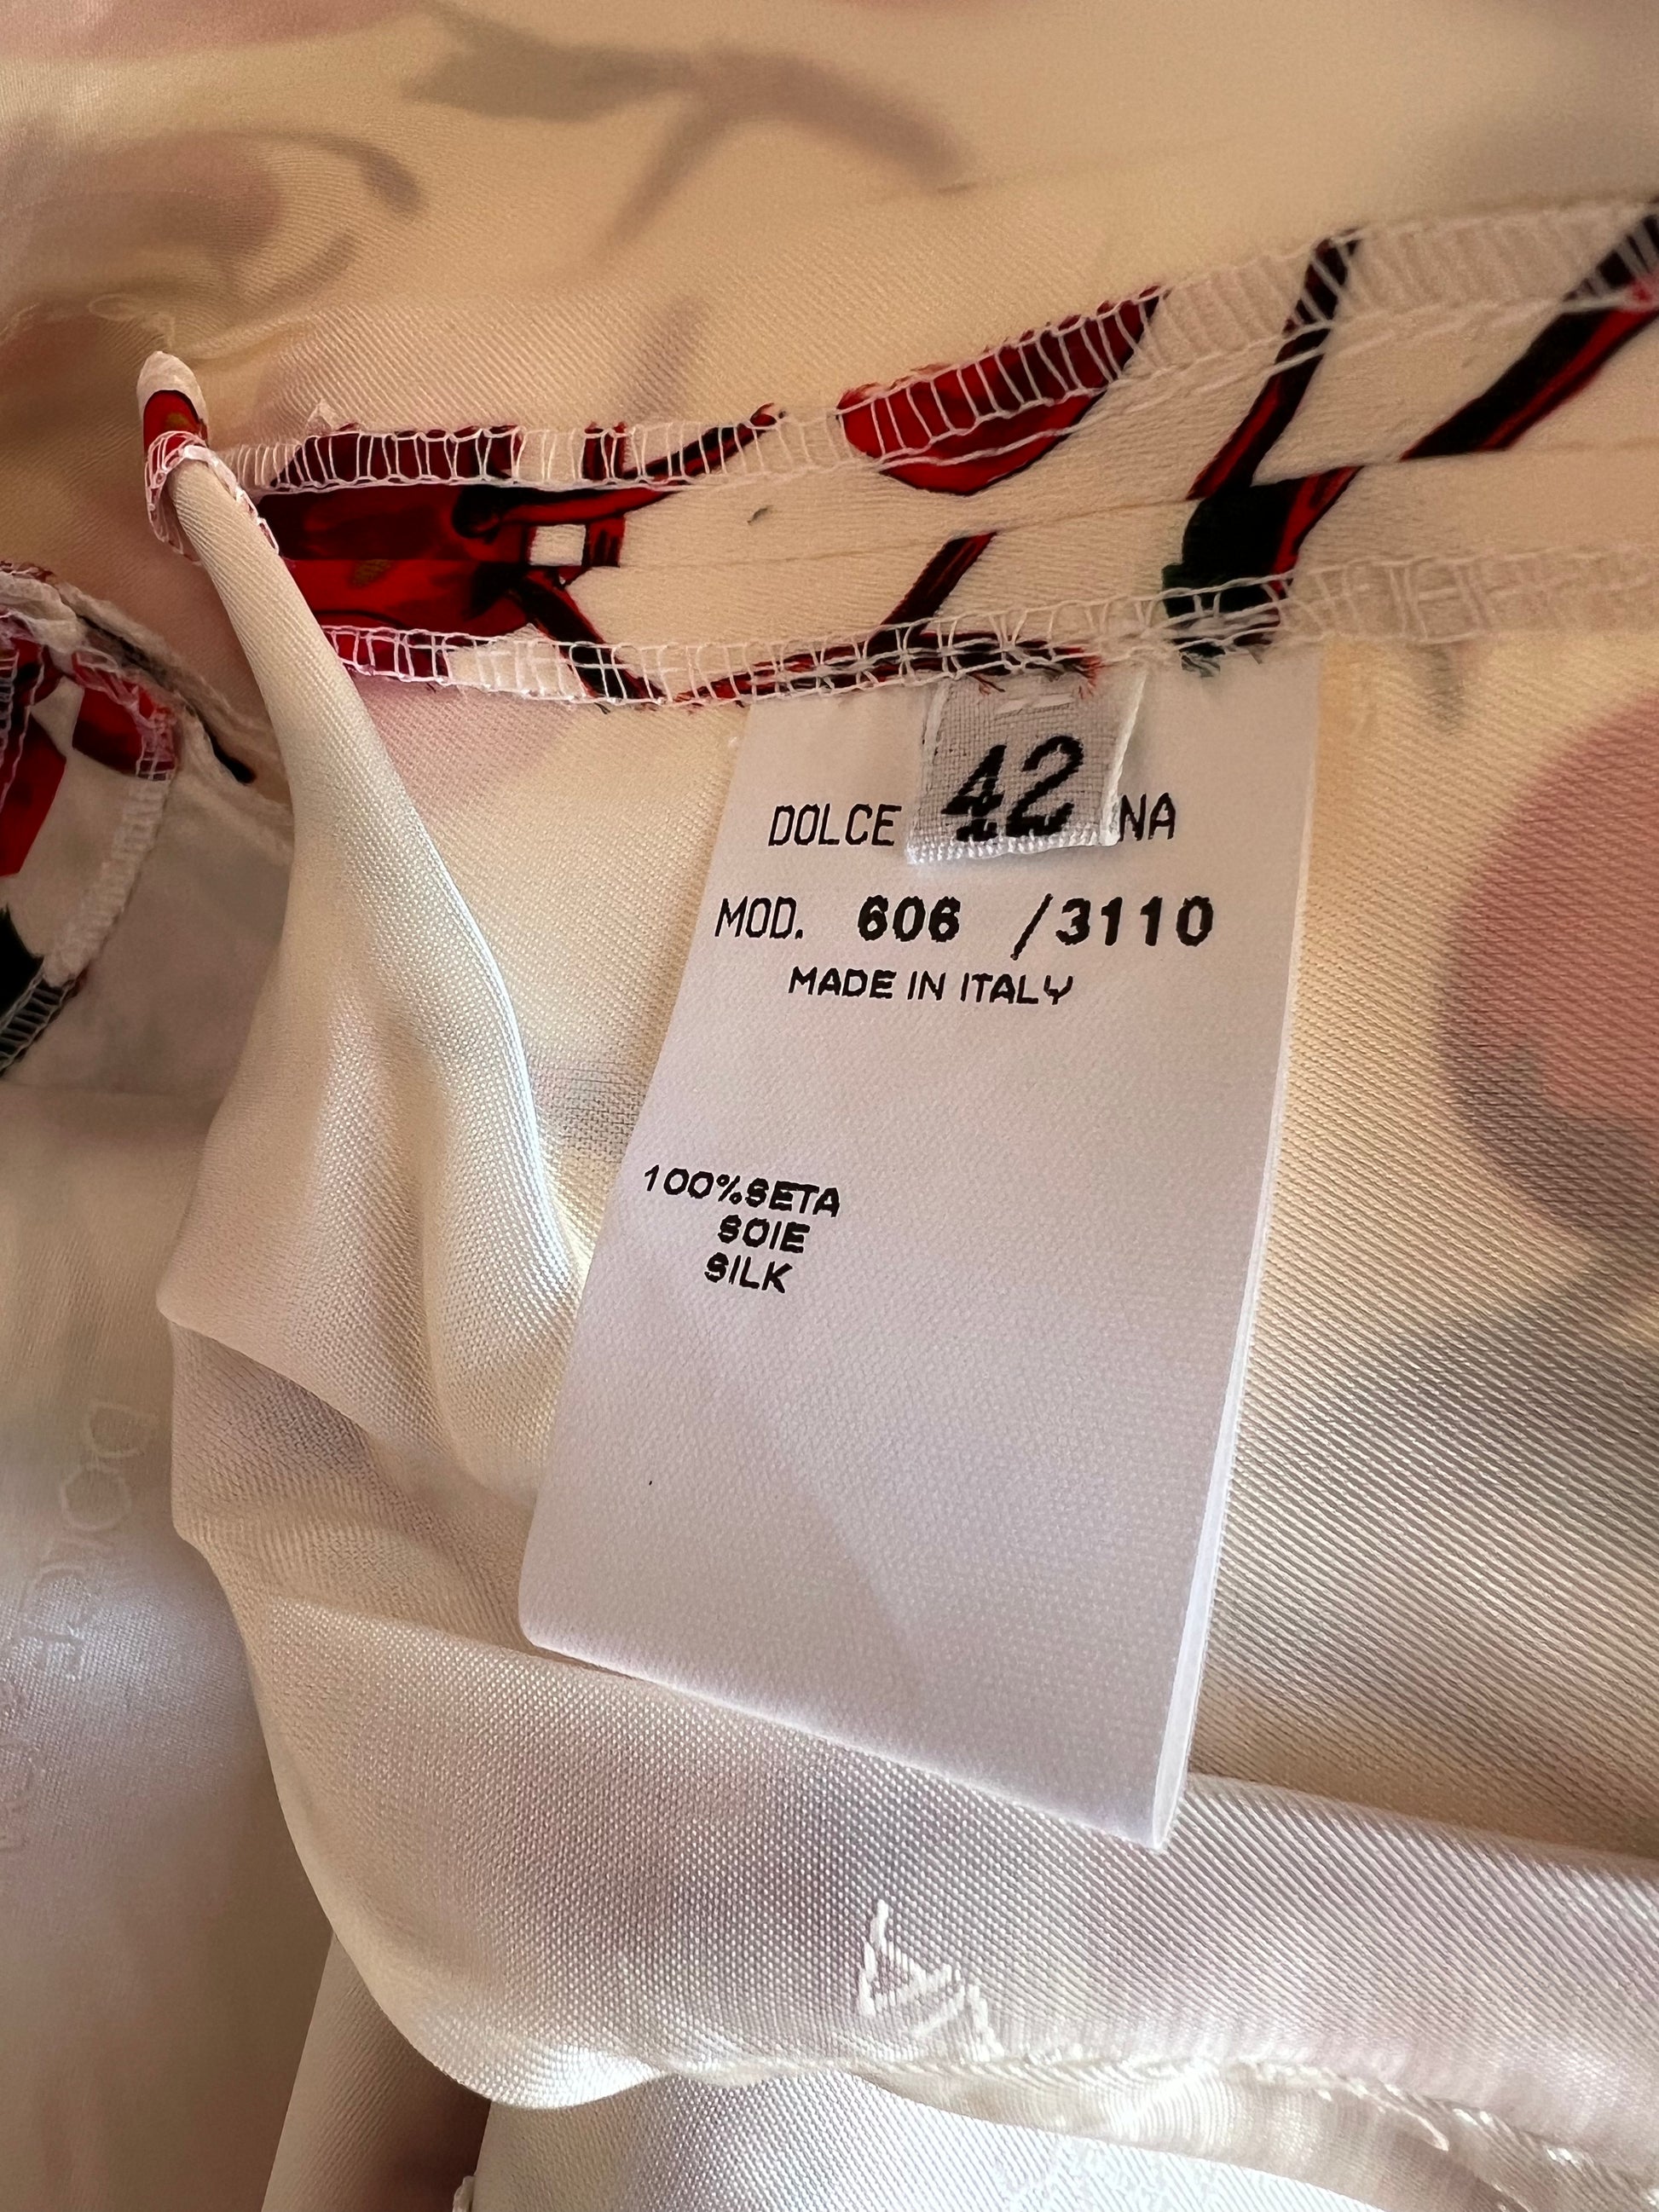 42
DOLCE NA
MOD. 606 /3110
MADE IN ITALY
100%SETA
SOIE
SILK